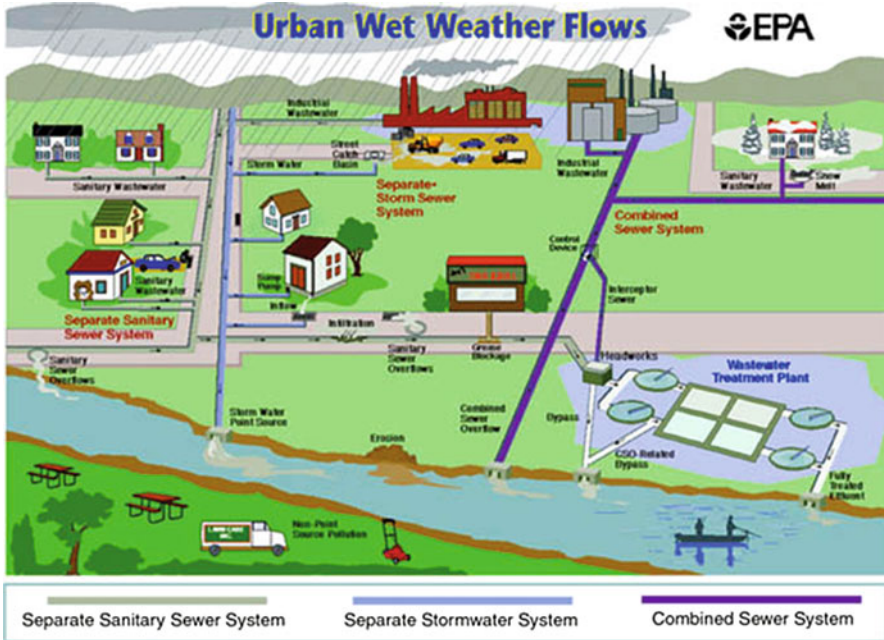 Urban Wet Weather Flows
EPA
Industrial
Wastewater
Street
Catch
Basin
Storm Water
Separate-
Storm Sewer
System
Industrial
Wastewater
Sanitary
Wastewater
Snow
Melt
Sanitary Wastewater
Combined
Sewer System
Control
Device
Sanitary
Wastewater
Sump
Pump
Interceptor
Sewer
Inflow
Separate Sanitary
Sewer System
Infiltration
Sanitary
Sewer
Overflows
Sanitary
Sewer
Overflows
Grease
Blockage
Headworks
Wastewater
Treatment Plant
Storm Water
Point Source
Erosion
Combined
Sewer
Overflow
Bypass
CSO-Related
Bypass
Fully
Treated
Effluent
LAWN CARE
INC.
Non-Point
Source Pollution
Separate Sanitary Sewer System
Separate Stormwater System
Combined Sewer System